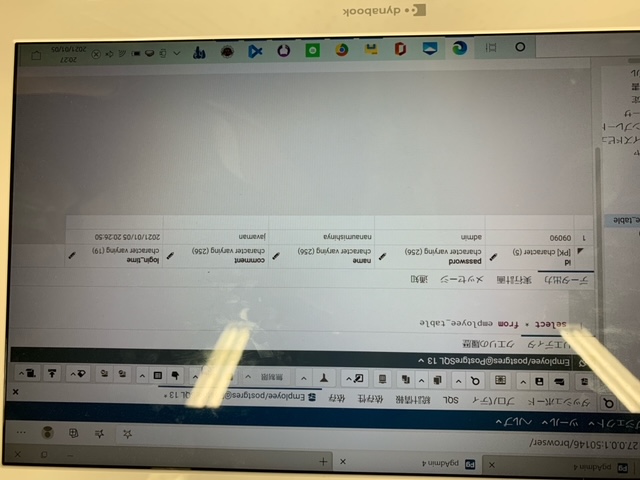 pgAdmin 4
pgAdmin 4
27.0.0.1:50146/browser/
ブジェクト ツール ヘルプ
ダッシュボード プロパティ SQL 統計情報 依存性 依存 Employee/postgres@ SQL 13 *
無制限
Employee/postgres@PostgreSQL 13
リエディタ クエリの履歴
select * from employee_table
データ出力 実行計画 メッセージ 通知
id password name comment login_time
[PK] character (5) character varying (256) character varying (256) character varying (256) character varying (19)
1 09090 admin nanaumishinya javaman 2021/01/05 20:26:50
e_table
ャ
イズドビュ
ンプレート
ーサ
定
書
ル
20:27
2021/01/05
dynabook